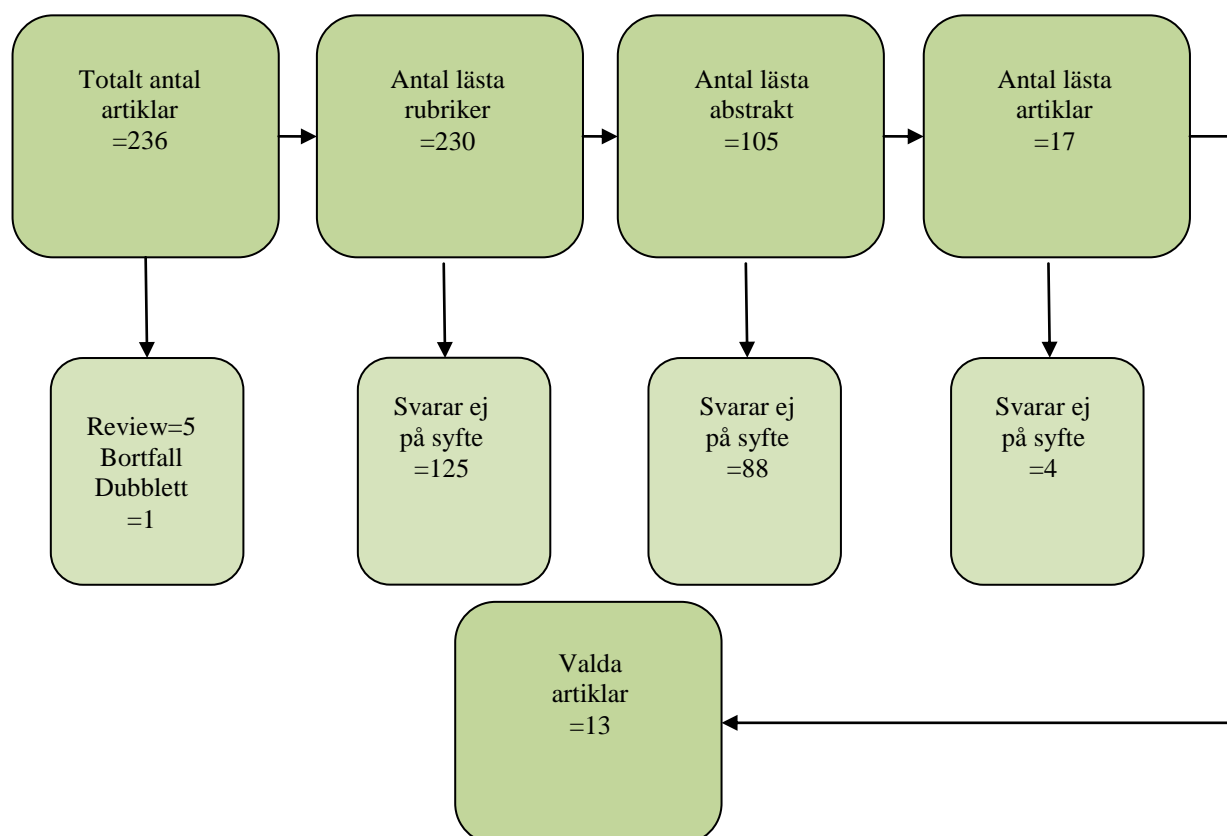 Totalt antal
artiklar
=236
Antal lästa
rubriker
=230
Antal lästa
abstrakt
=105
Antal lästa
artiklar
=17
Review=5
Bortfall
Dubblett
=1
Svarar ej
på syfte
=125
Svarar ej
på syfte
=88
Svarar ej
på syfte
=4
Valda
artiklar
=13